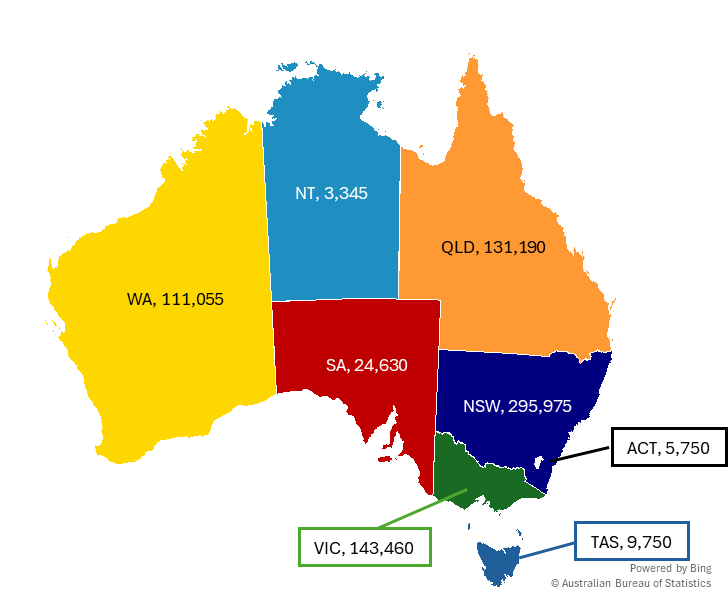 NT, 3,345
QLD, 131,190
WA, 111,055
SA, 24,630
NSW, 295,975
ACT, 5,750
VIC, 143,460
TAS, 9,750
Powered by Bing
© Australian Bureau of Statistics